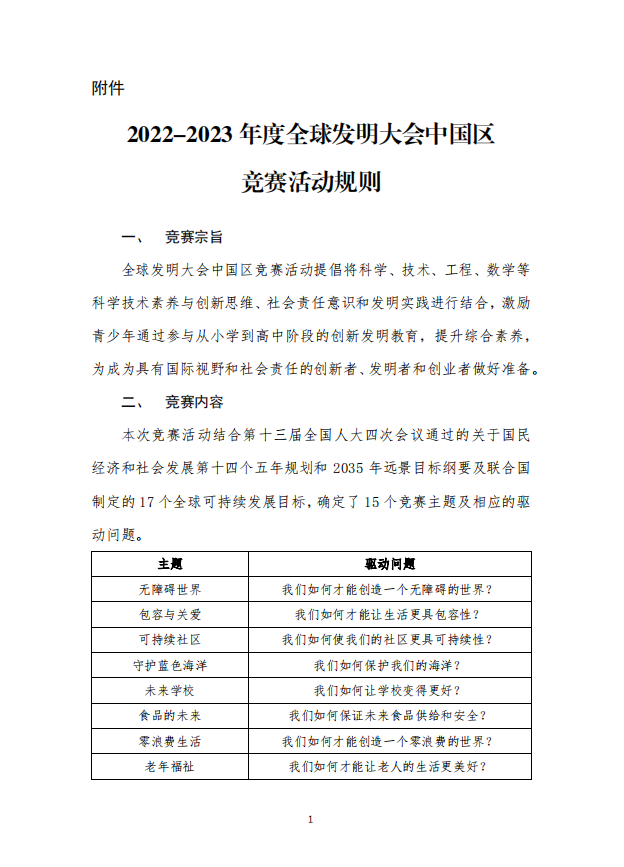 附件
2022-2023 年度全球发明大会中国区
竞赛活动规则
一、 竞赛宗旨
全球发明大会中国区竞赛活动提倡将科学、技术、工程、数学等
科学技术素养与创新思维、社会责任意识和发明实践进行结合，激励
青少年通过参与从小学到高中阶段的创新发明教育，提升综合素养，
为成为具有国际视野和社会责任的创新者、发明者和创业者做好准备。
二、 竞赛内容
本次竞赛活动结合第十三届全国人大四次会议通过的关于国民
经济和社会发展第十四个五年规划和 2035 年远景目标纲要及联合国
制定的 17 个全球可持续发展目标，确定了 15 个竞赛主题及相应的驱
动问题。
主题 驱动问题
无障碍世界 我们如何才能创造一个无障碍的世界？
包容与关爱 我们如何才能让生活更具包容性？
可持续社区 我们如何使我们的社区更具可持续性？
守护蓝色海洋 我们如何保护我们的海洋？
未来学校 我们如何让学校变得更好？
食品的未来 我们如何保证未来食品供给和安全？
零浪费生活 我们如何才能创造一个零浪费的世界？
老年福祉 我们如何才能让老人的生活更美好？
1